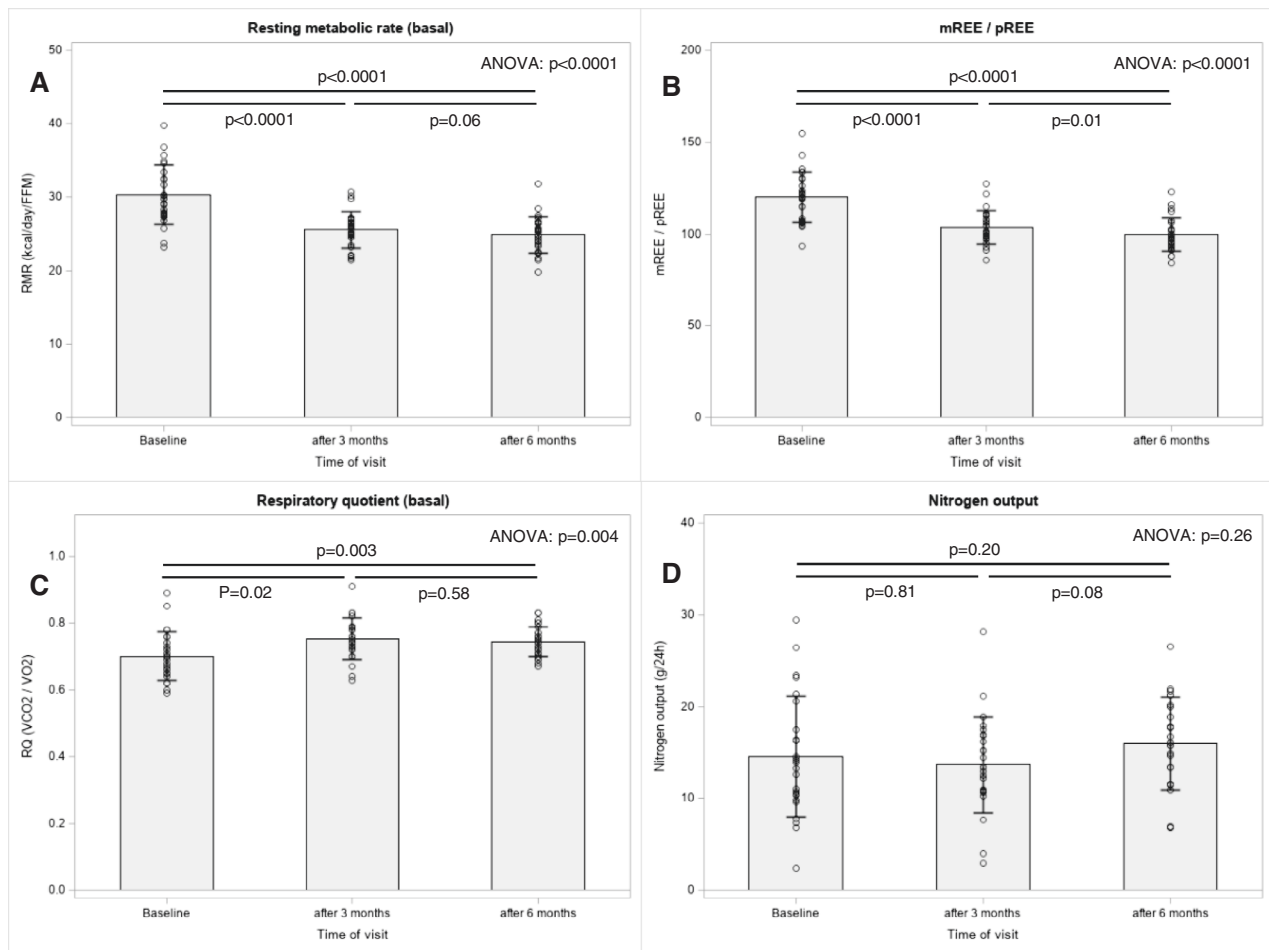 Resting metabolic rate (basal)
A
ANOVA: p<0.0001
p<0.0001
p<0.0001
p=0.06
50
40
30
20
10
0
RMR (kcal/day/FFM)
Baseline
after 3 months
after 6 months
Time of visit
mREE / pREE
B
ANOVA: p<0.0001
p<0.0001
p<0.0001
p=0.01
200
150
100
50
0
mREE / pREE
Baseline
after 3 months
after 6 months
Time of visit
Respiratory quotient (basal)
C
ANOVA: p=0.004
p=0.003
P=0.02
p=0.58
1.0
0.8
0.6
0.4
0.2
0.0
RQ (VCO2 / VO2)
Baseline
after 3 months
after 6 months
Time of visit
Nitrogen output
D
ANOVA: p=0.26
p=0.20
p=0.81
p=0.08
40
30
20
10
0
Nitrogen output (g/24h)
Baseline
after 3 months
after 6 months
Time of visit